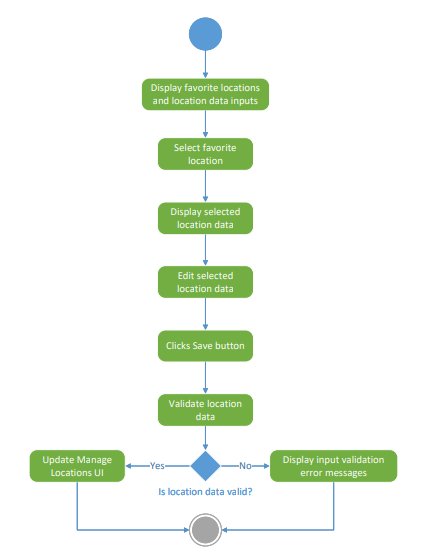 Display favorite locations
and location data inputs
Select favorite
location
Display selected
location data
Edit selected
location data
Clicks Save button
Validate location
data
Update Manage
Locations UI
Yes
No
Display input validation
error messages
Is location data valid?